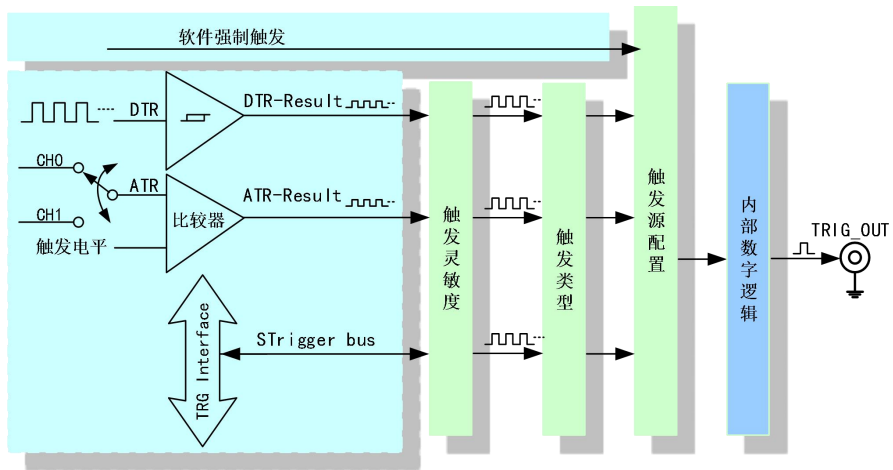 软件强制触发
DTR
DTR-Result
CH0
ATR
ATR-Result
CH1
比较器
触发电平
TRG Interface
STrigger bus
触发灵敏度
触发类型
触发源配置
内部数字逻辑
TRIG_OUT